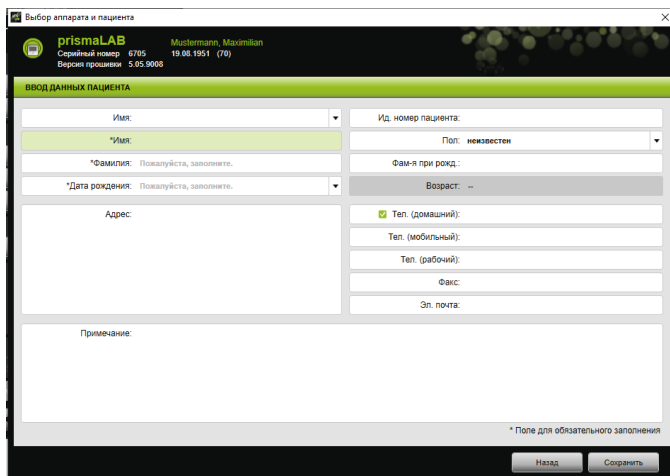 Выбор аппарата и пациента
prismaLAB
Серийный номер 6705
Версия прошивки 5.05.9008
Mustermann, Maximilian
19.08.1951 (70)
ВВОД ДАННЫХ ПАЦИЕНТА
Имя:
*Имя:
*Фамилия: Пожалуйста, заполните.
*Дата рождения: Пожалуйста, заполните.
Ид. номер пациента:
Пол: неизвестен
Фам-я при рожд.:
Возраст: --
Адрес:
Тел. (домашний):
Тел. (мобильный):
Тел. (рабочий):
Факс:
Эл. почта:
Примечание:
* Поле для обязательного заполнения
Назад
Сохранить